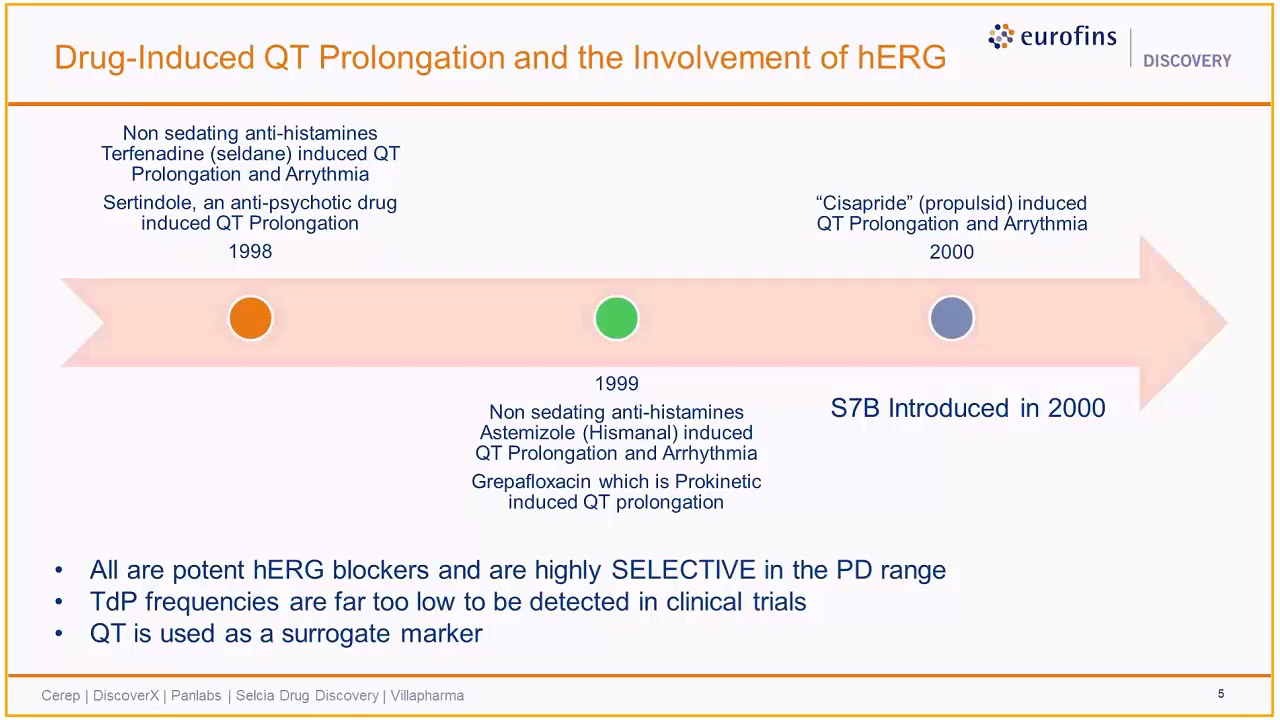 Drug-Induced QT Prolongation and the Involvement of hERG
eurofins
DISCOVERY
Non sedating anti-histamines
Terfenadine (seldane) induced QT
Prolongation and Arrythmia
Sertindole, an anti-psychotic drug
induced QT Prolongation
1998
“Cisapride” (propulsid) induced
QT Prolongation and Arrythmia
2000
1999
Non sedating anti-histamines
Astemizole (Hismanal) induced
QT Prolongation and Arrhythmia
Grepafloxacin which is Prokinetic
induced QT prolongation
S7B Introduced in 2000
• All are potent hERG blockers and are highly SELECTIVE in the PD range
• TdP frequencies are far too low to be detected in clinical trials
• QT is used as a surrogate marker
Cerep | DiscoverX | Panlabs | Selcia Drug Discovery | Villapharma
5